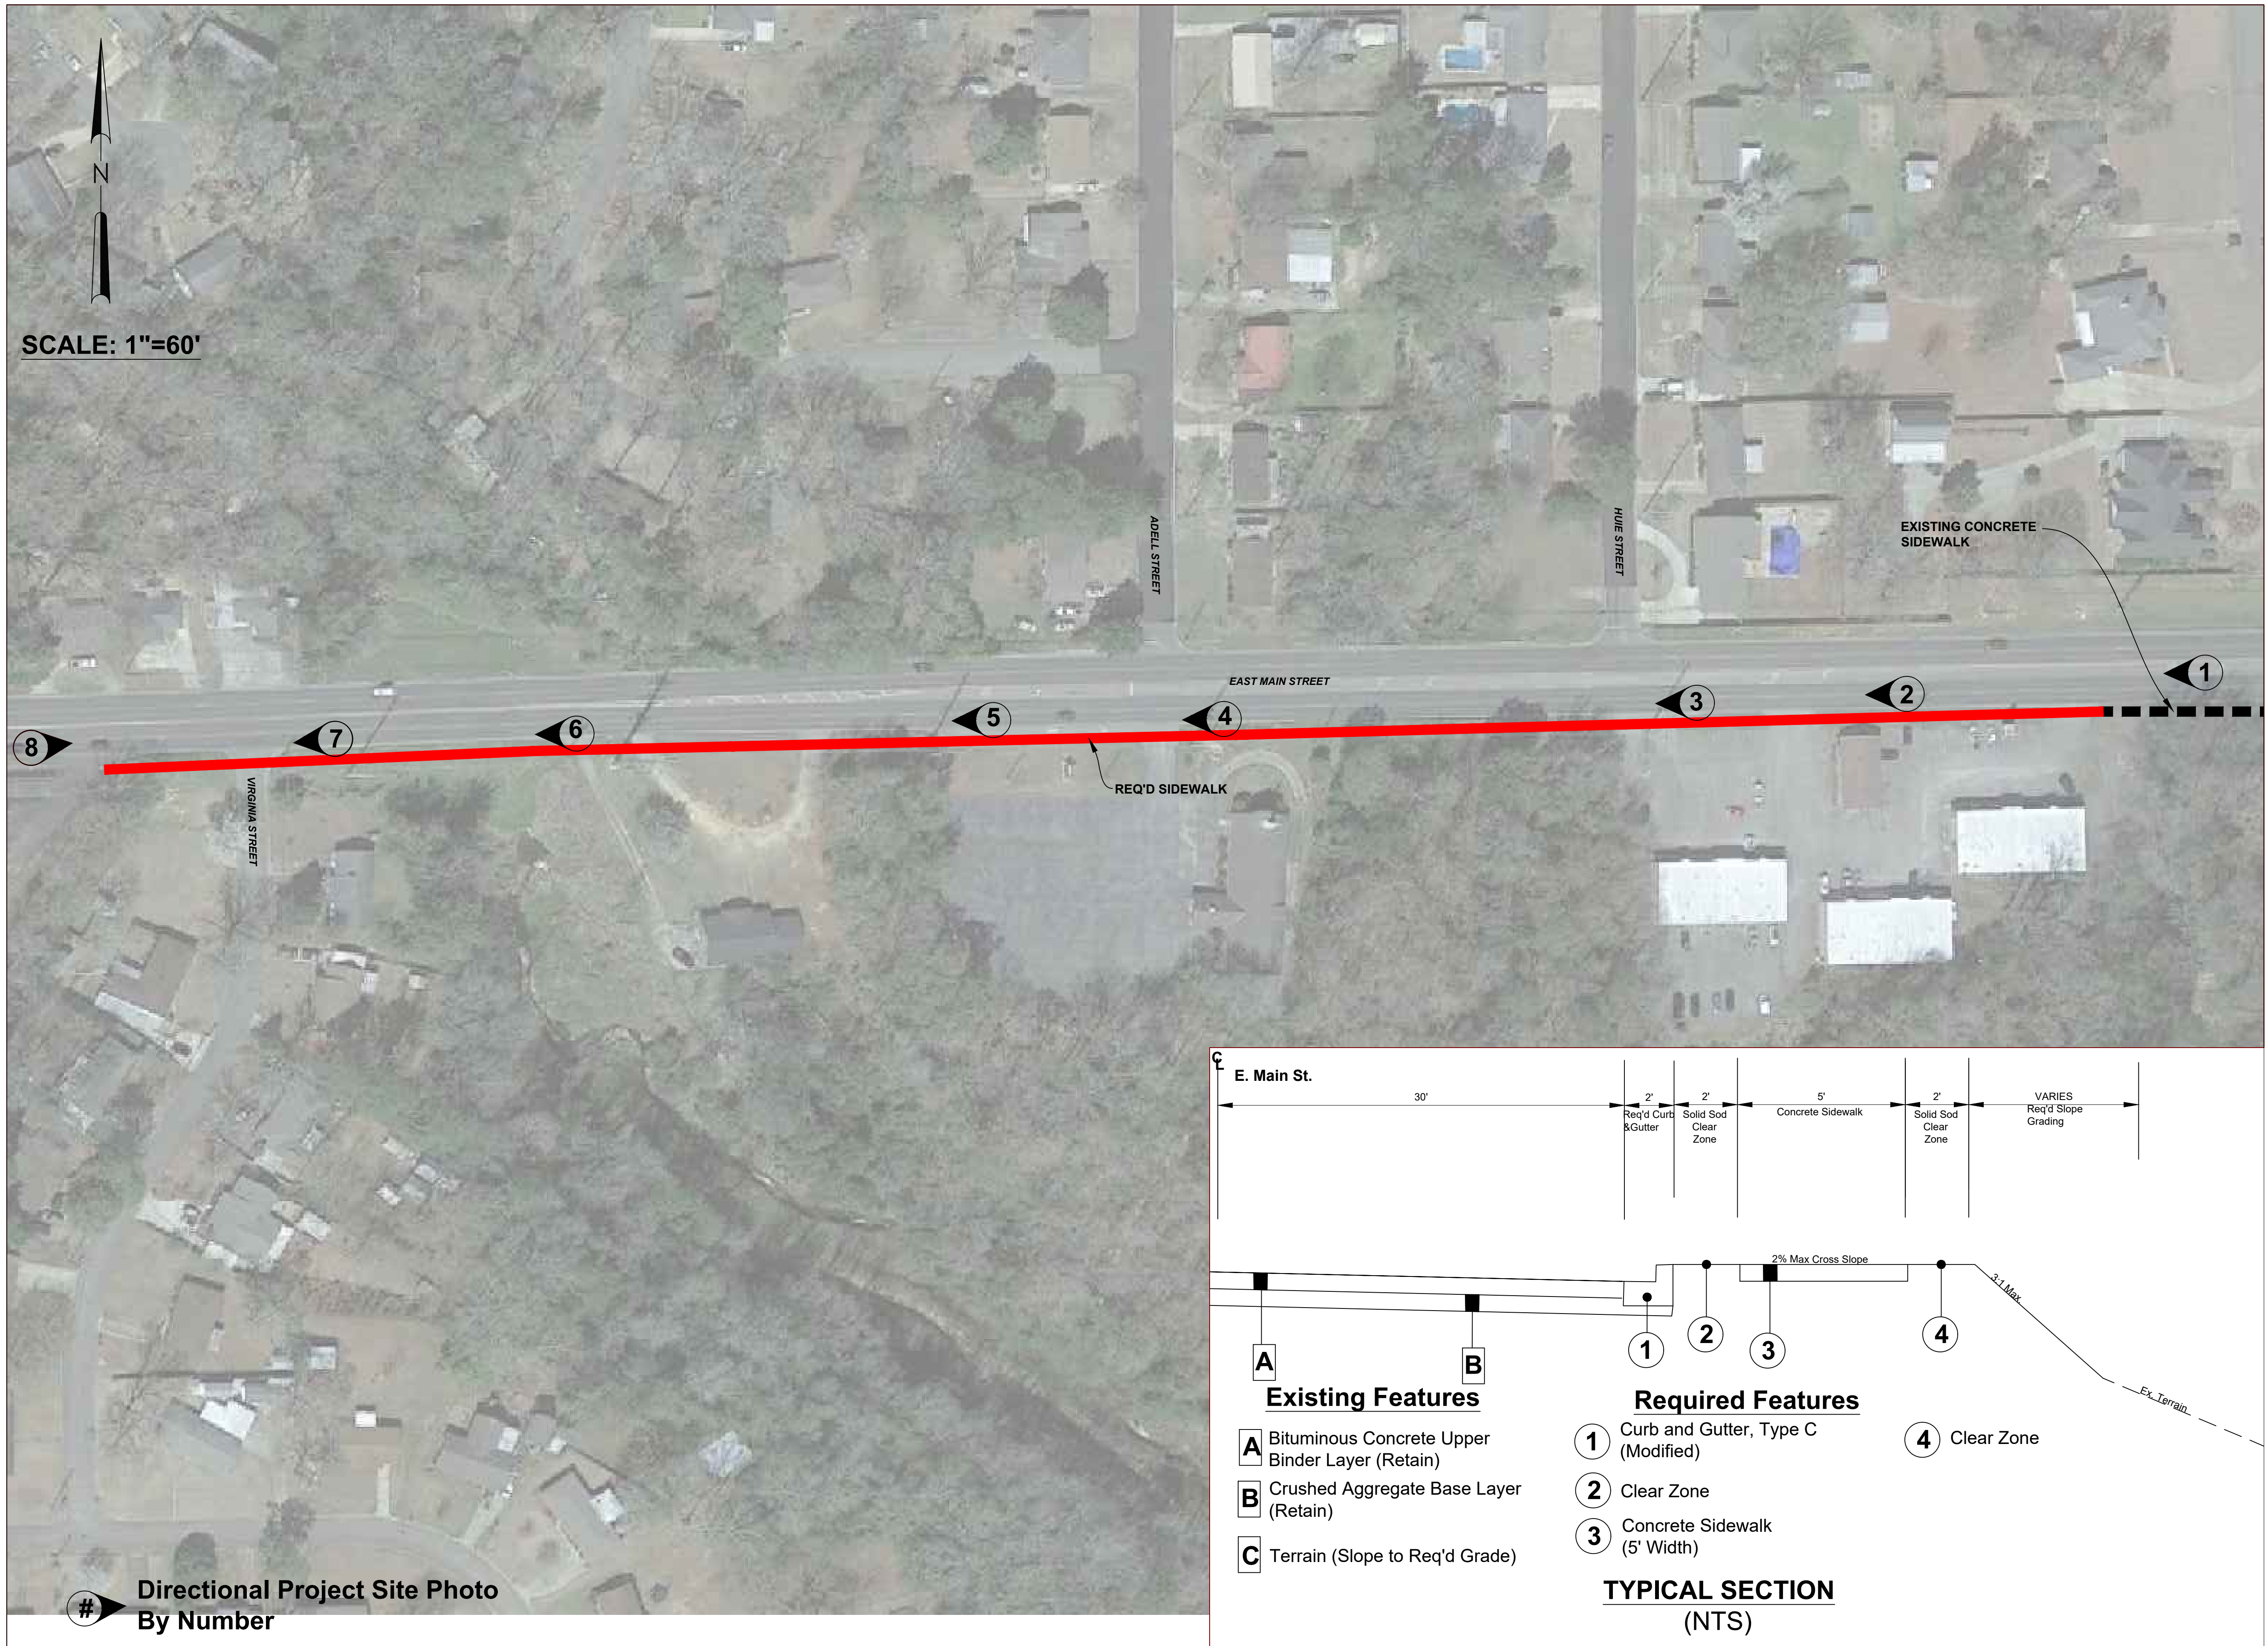 N
SCALE: 1"=60'
ADELL STREET
HUIE STREET
EXISTING CONCRETE
SIDEWALK
EAST MAIN STREET
1
2
3
4
5
6
7
8
REQ'D SIDEWALK
VIRGINIA STREET
CL
E. Main St.
30'
2'
Req'd Curb
&Gutter
2'
Solid Sod
Clear
Zone
5'
Concrete Sidewalk
2'
Solid Sod
Clear
Zone
VARIES
Req'd Slope
Grading
2% Max Cross Slope
3:1 Max
Ex. Terrain
A
B
1
2
3
4
Existing Features
A Bituminous Concrete Upper
Binder Layer (Retain)
B Crushed Aggregate Base Layer
(Retain)
C Terrain (Slope to Req'd Grade)
Required Features
1 Curb and Gutter, Type C
(Modified)
2 Clear Zone
3 Concrete Sidewalk
(5' Width)
4 Clear Zone
TYPICAL SECTION
(NTS)
# Directional Project Site Photo
By Number